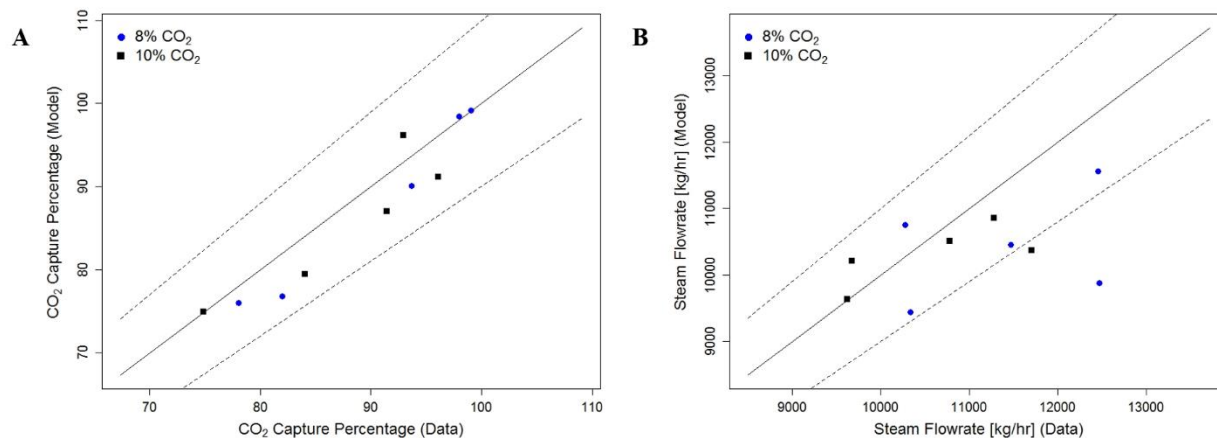 A
8% CO₂
10% CO₂
CO₂ Capture Percentage (Model)
110
100
90
80
70
70 80 90 100 110
CO₂ Capture Percentage (Data)
B
8% CO₂
10% CO₂
Steam Flowrate [kg/hr] (Model)
13000
12000
11000
10000
9000
9000 10000 11000 12000 13000
Steam Flowrate [kg/hr] (Data)